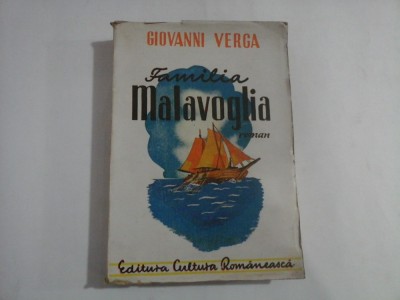 GIOVANNI VERGA
Familia
Malavoglia
roman
Editura Cultura Românească